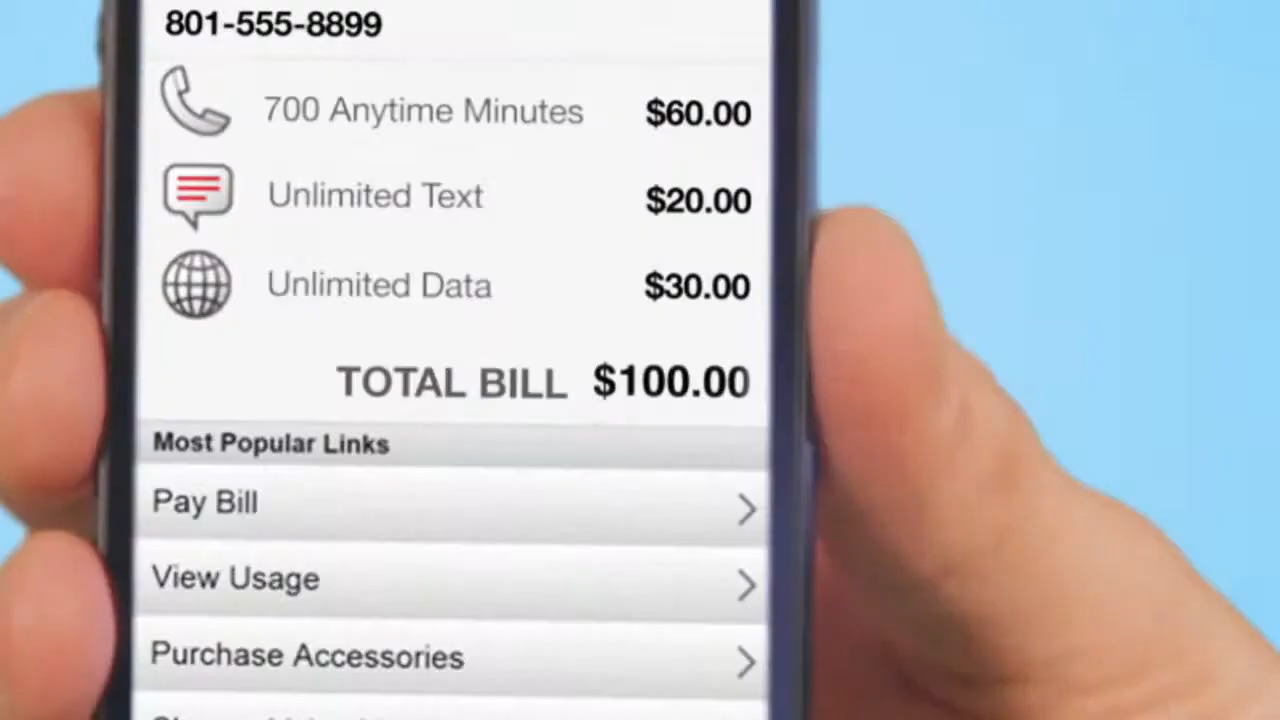 801-555-8899
700 Anytime Minutes $60.00
Unlimited Text $20.00
Unlimited Data $30.00
TOTAL BILL $100.00
Most Popular Links
Pay Bill
View Usage
Purchase Accessories